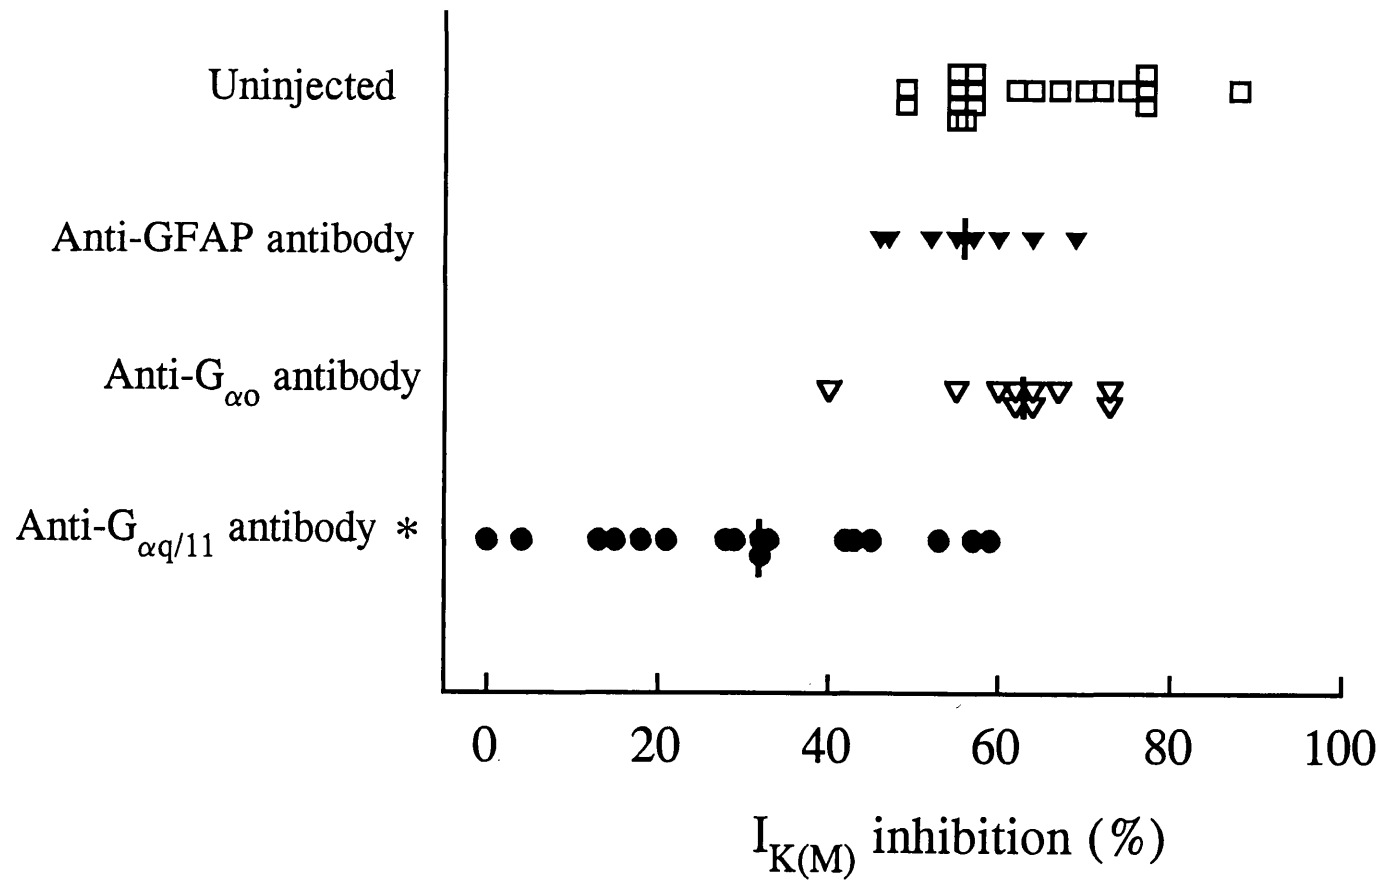 Uninjected
Anti-GFAP antibody
Anti-Gαo antibody
Anti-Gαq/11 antibody *
0 20 40 60 80 100
IK(M) inhibition (%)